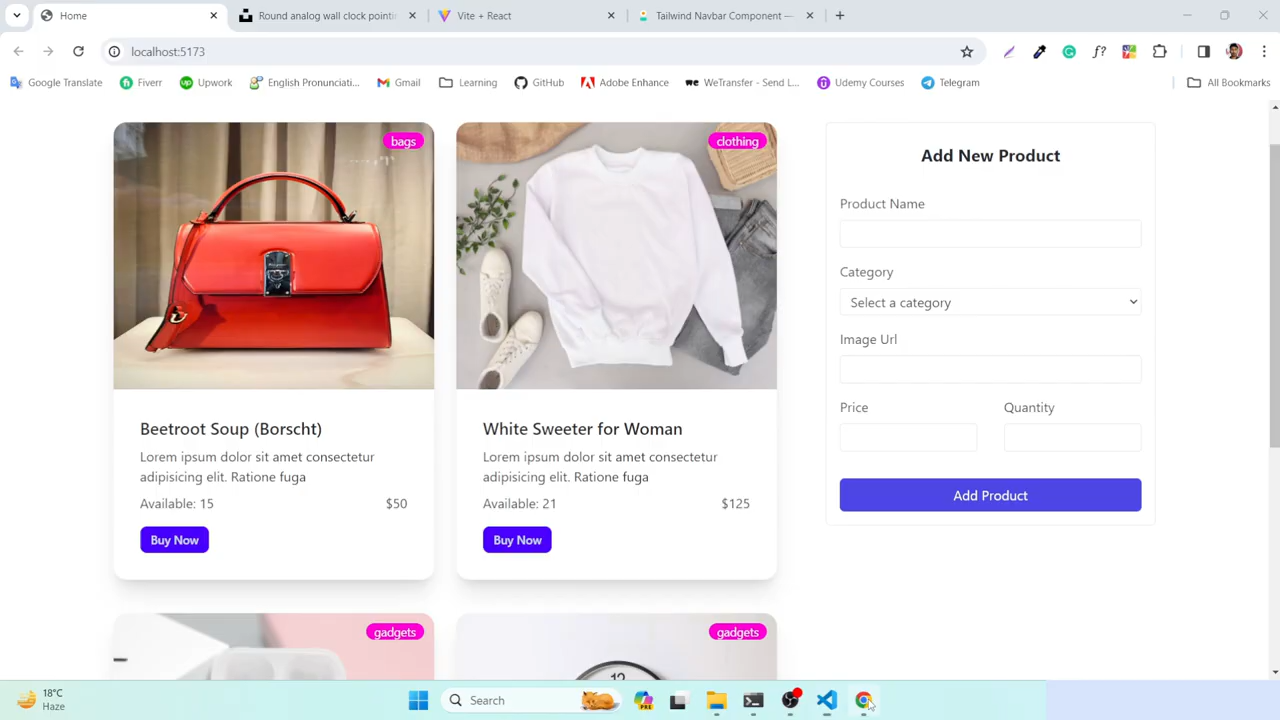 Home
Round analog wall clock pointi
Vite + React
Tailwind Navbar Component —
localhost:5173
Google Translate
Fiverr
Upwork
English Pronunciati...
Gmail
Learning
GitHub
Adobe Enhance
WeTransfer - Send L...
Udemy Courses
Telegram
All Bookmarks
bags
clothing
Beetroot Soup (Borscht)
Lorem ipsum dolor sit amet consectetur
adipisicing elit. Ratione fuga
Available: 15
$50
Buy Now
White Sweeter for Woman
Lorem ipsum dolor sit amet consectetur
adipisicing elit. Ratione fuga
Available: 21
$125
Buy Now
gadgets
gadgets
12
Add New Product
Product Name
Category
Select a category
Image Url
Price
Quantity
Add Product
18°C
Haze
Search
PRE